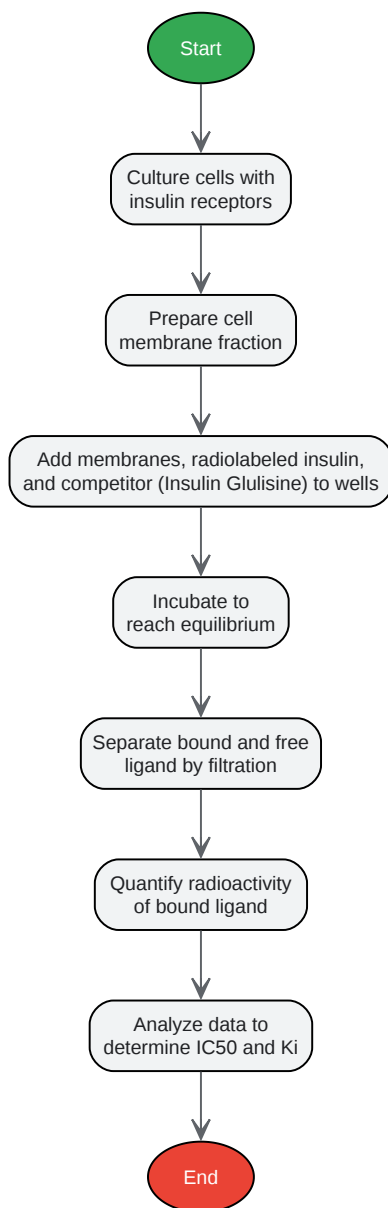 Start
Culture cells with
insulin receptors
Prepare cell
membrane fraction
Add membranes, radiolabeled insulin,
and competitor (Insulin Glulisine) to wells
Incubate to
reach equilibrium
Separate bound and free
ligand by filtration
Quantify radioactivity
of bound ligand
Analyze data to
determine IC50 and Ki
End